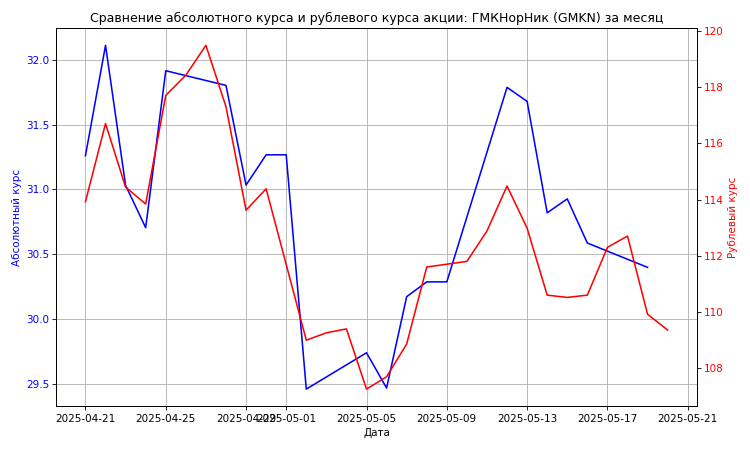 Сравнение абсолютного курса и рублевого курса акции: ГМКНорНик (GMKN) за месяц
32.0
31.5
31.0
30.5
30.0
29.5
Абсолютный курс
120
118
116
114
112
110
108
Рублевый курс
2025-04-21 2025-04-25 2025-04-29 2025-05-01 2025-05-05 2025-05-09 2025-05-13 2025-05-17 2025-05-21
Дата